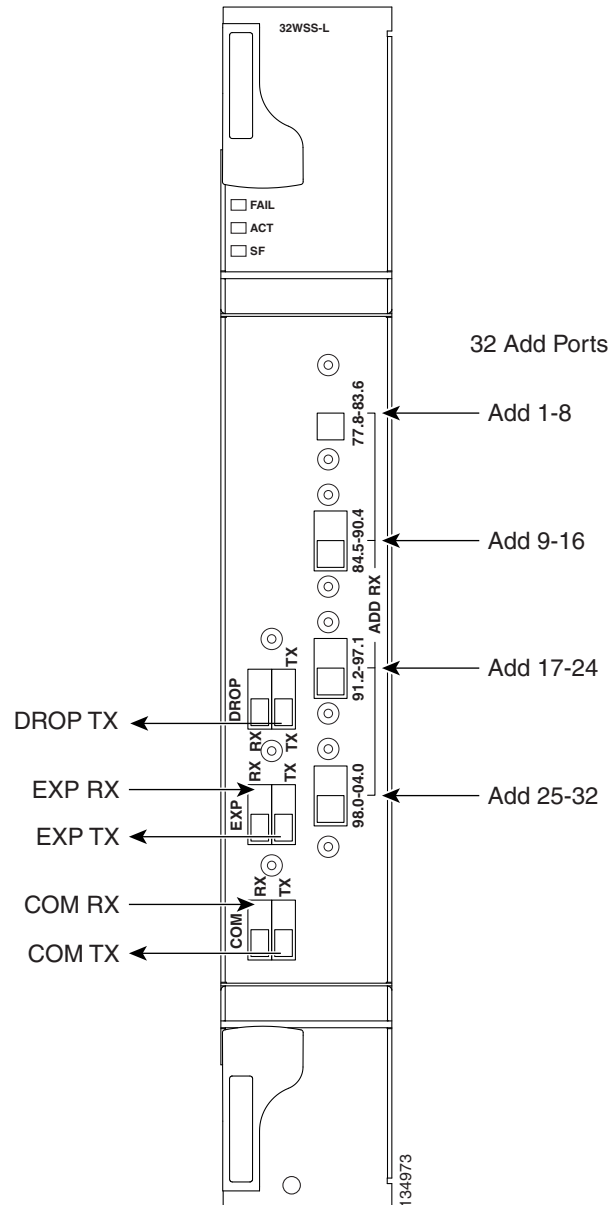 32WSS-L
FAIL
ACT
SF
32 Add Ports
77.8-83.6
Add 1-8
84.5-90.4
Add 9-16
ADD RX
91.2-97.1
Add 17-24
98.0-04.0
Add 25-32
TX
DROP
DROP TX
RX
TX
RX
TX
EXP
EXP RX
EXP TX
RX
TX
COM
COM RX
COM TX
134973